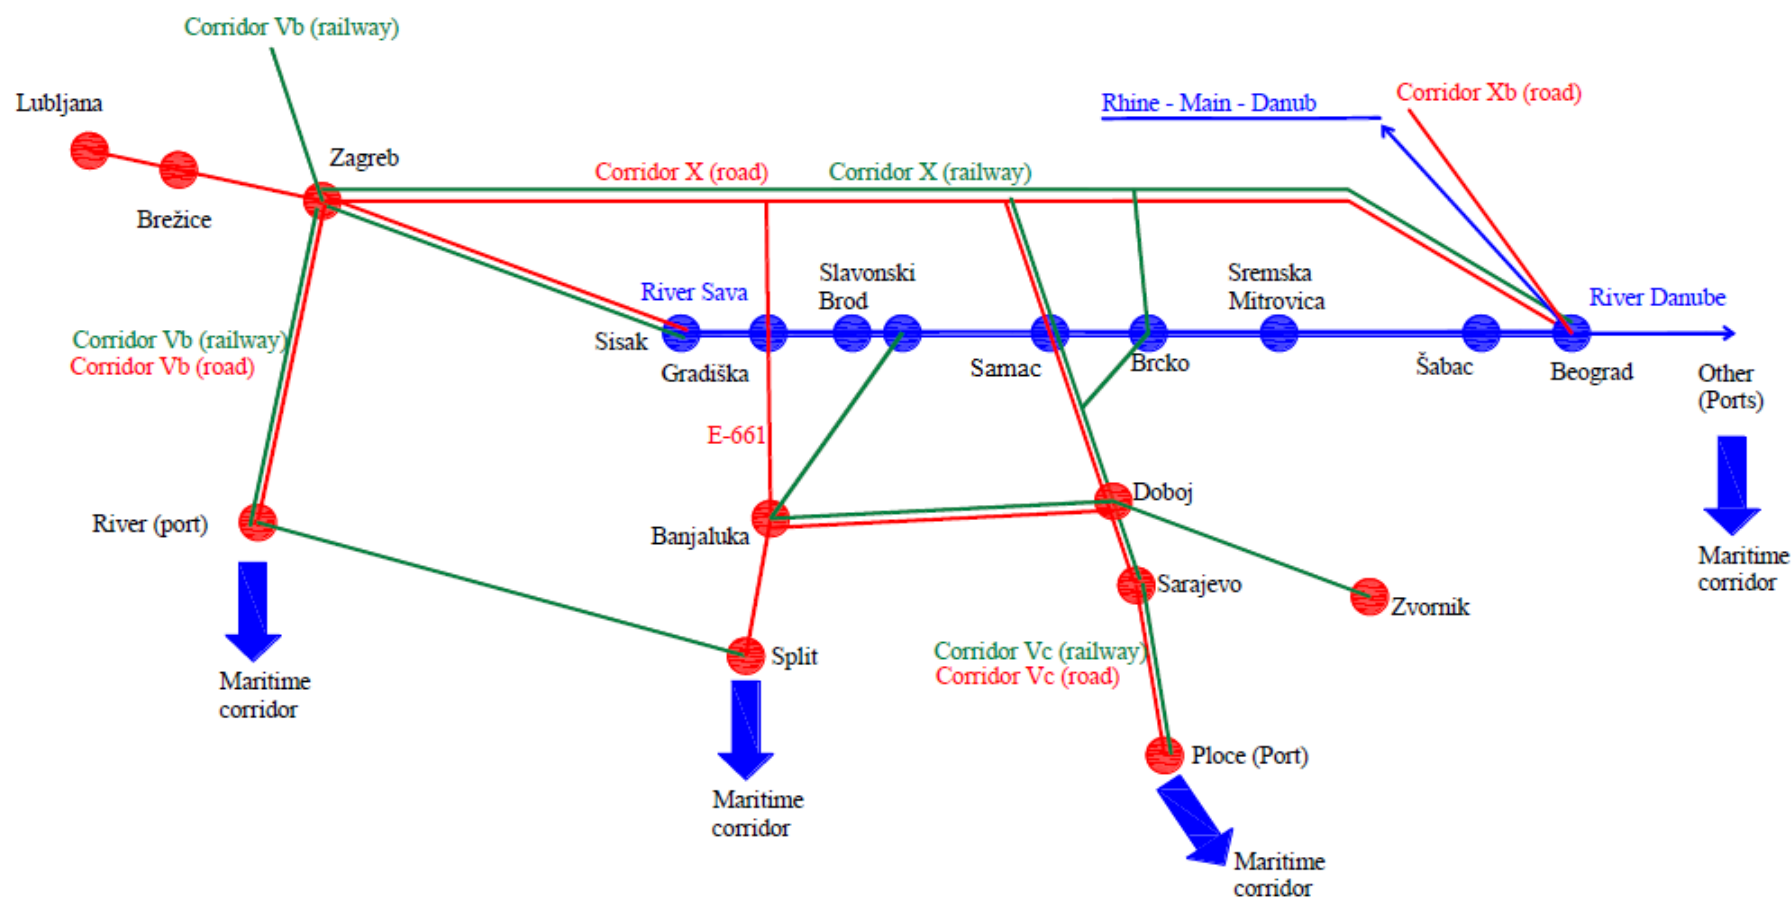 Corridor Vb (railway)
Lubljana
Brežice
Zagreb
Corridor X (road)
Corridor X (railway)
Rhine - Main - Danub
Corridor Xb (road)
River Sava
Slavonski
Brod
Sremska
Mitrovica
River Danube
Sisak
Gradiška
Samac
Brcko
Šabac
Beograd
Other
(Ports)
Corridor Vb (railway)
Corridor Vb (road)
E-661
River (port)
Banjaluka
Doboj
Sarajevo
Zvornik
Maritime
corridor
Split
Corridor Vc (railway)
Corridor Vc (road)
Maritime
corridor
Ploce (Port)
Maritime
corridor
Maritime
corridor